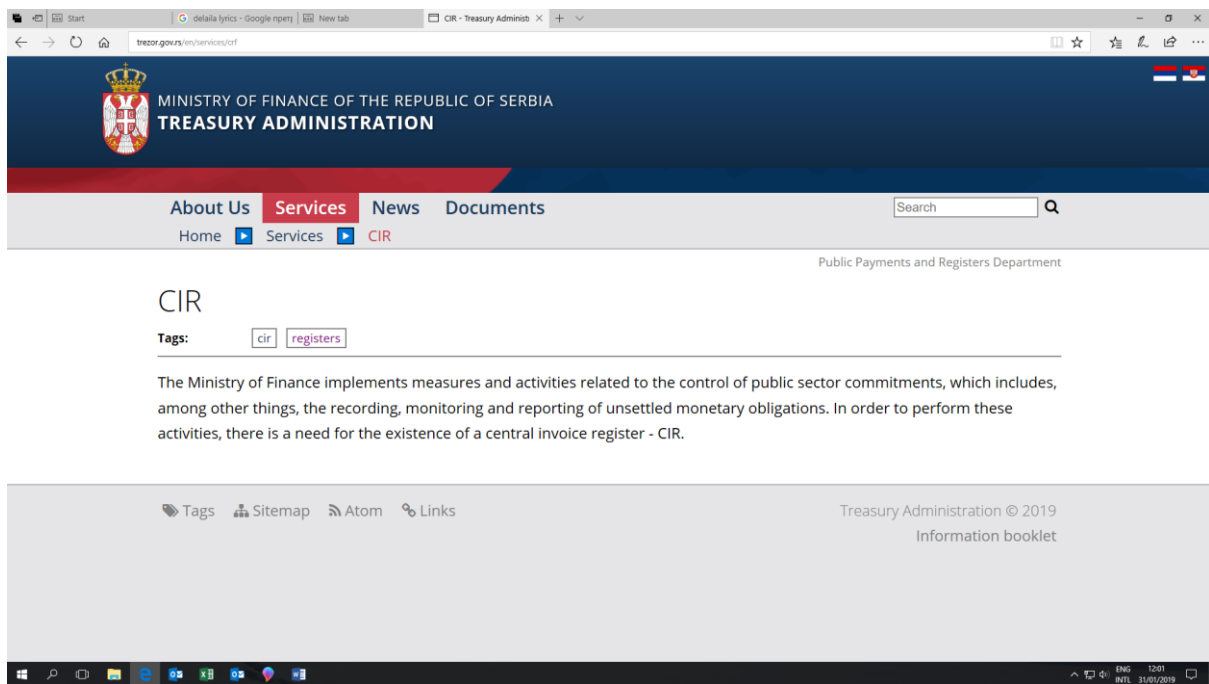 Start
delaila lyrics - Google претр
New tab
CIR - Treasury Administ
trezor.gov.rs/en/services/crf
MINISTRY OF FINANCE OF THE REPUBLIC OF SERBIA
TREASURY ADMINISTRATION
About Us Services News Documents Search
Home Services CIR
Public Payments and Registers Department
CIR
Tags: cir registers
The Ministry of Finance implements measures and activities related to the control of public sector commitments, which includes,
among other things, the recording, monitoring and reporting of unsettled monetary obligations. In order to perform these
activities, there is a need for the existence of a central invoice register - CIR.
Tags Sitemap Atom Links
Treasury Administration © 2019
Information booklet
ENG 12:01
INTL 31/01/2019